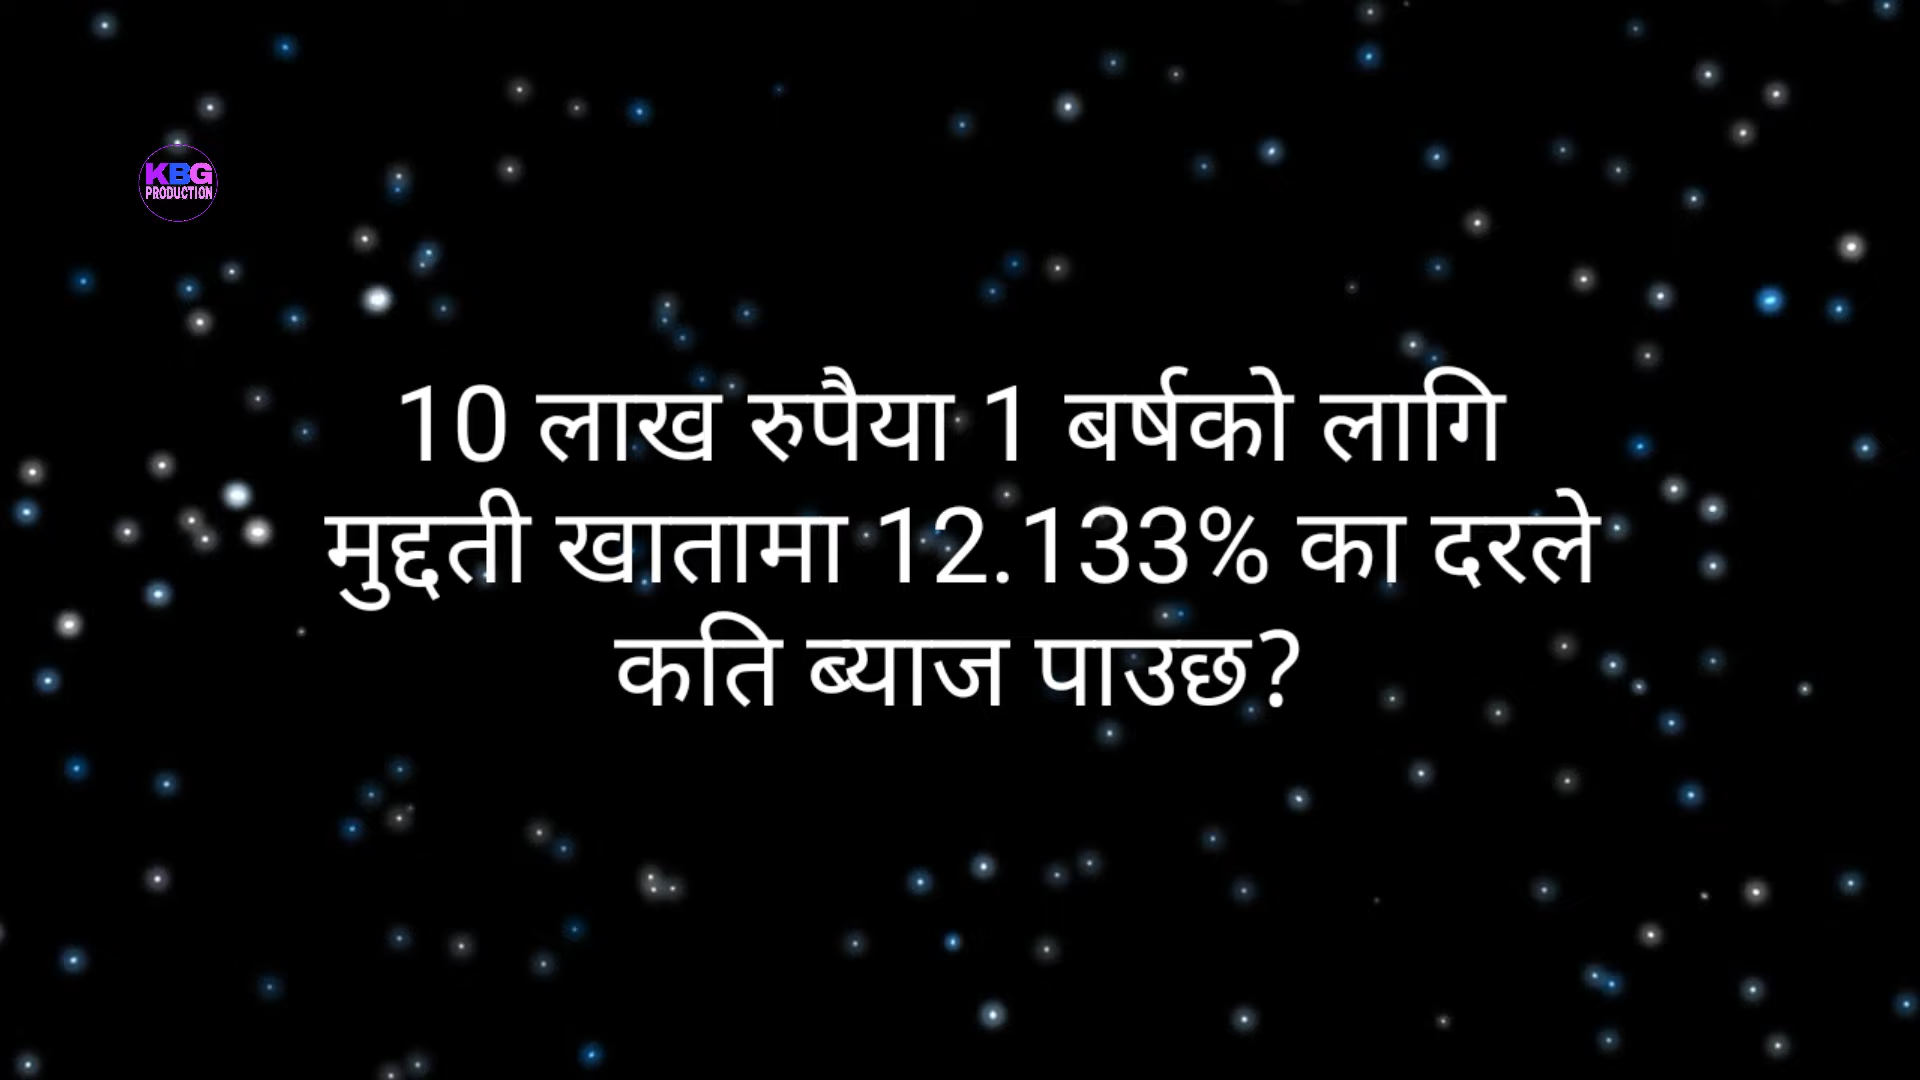 KBG
PRODUCTION
10 लाख रुपैया 1 बर्षको लागि
मुद्दती खातामा 12.133% का दरले
कति ब्याज पाउछ?